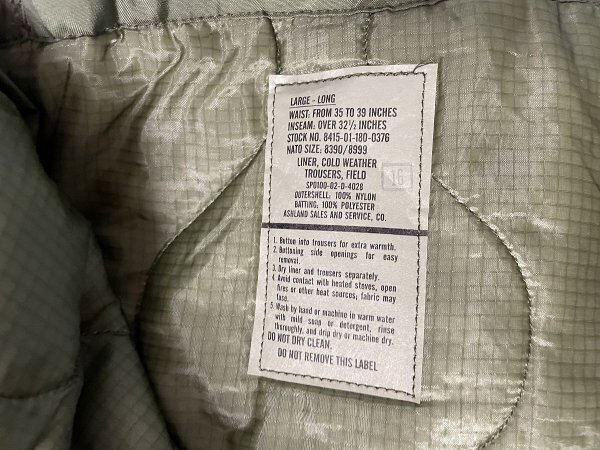 LARGE - LONG
WAIST: FROM 35 TO 39 INCHES
INSEAM: OVER 32½ INCHES
STOCK NO. 8415-01-180-0376
NATO SIZE: 8390/8999
LINER, COLD WEATHER
TROUSERS, FIELD
16
SPO100-02-D-4028
OUTERSHELL: 100% NYLON
BATTING: 100% POLYESTER
ASHLAND SALES AND SERVICE, CO.
1. Button into trousers for extra warmth.
2. Buttoning side openings for easy
removal.
3. Dry liner and trousers separately.
4. Avoid contact with heated stoves, open
fires or other heat sources; fabric may
fuse.
5. Wash by hand or machine in warm water
with mild soap or detergent, rinse
thoroughly, and drip dry or machine dry.
DO NOT DRY CLEAN.
DO NOT REMOVE THIS LABEL